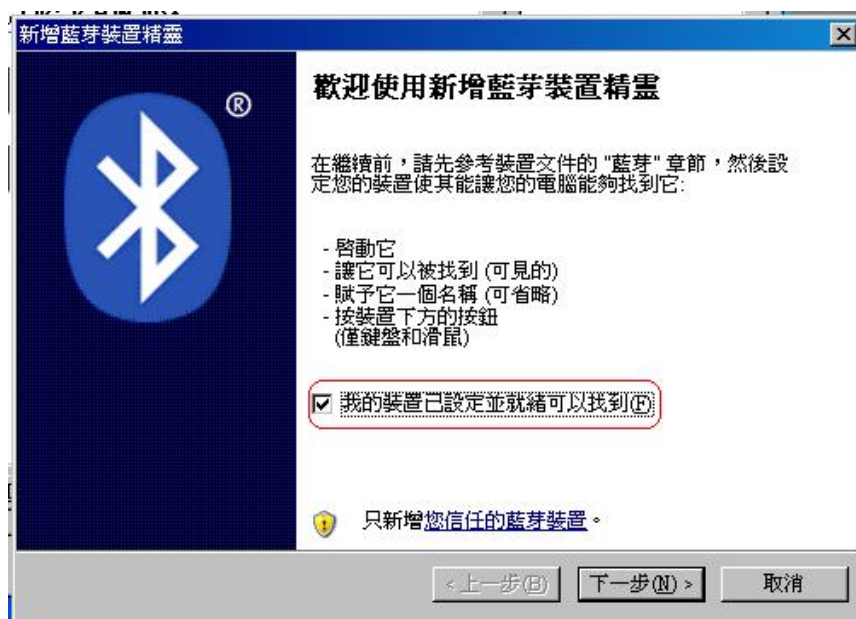 新增藍芽裝置精靈
®
歡迎使用新增藍芽裝置精靈
在繼續前，請先參考裝置文件的 "藍芽" 章節，然後設
定您的裝置使其能讓您的電腦能夠找到它:
- 啓動它
- 讓它可以被找到 (可見的)
- 賦予它一個名稱 (可省略)
- 按裝置下方的按鈕
(僅鍵盤和滑鼠)
我的裝置已設定並就緒可以找到(F)
只新增您信任的藍芽裝置。
<上一步(B)
下一步(N) >
取消